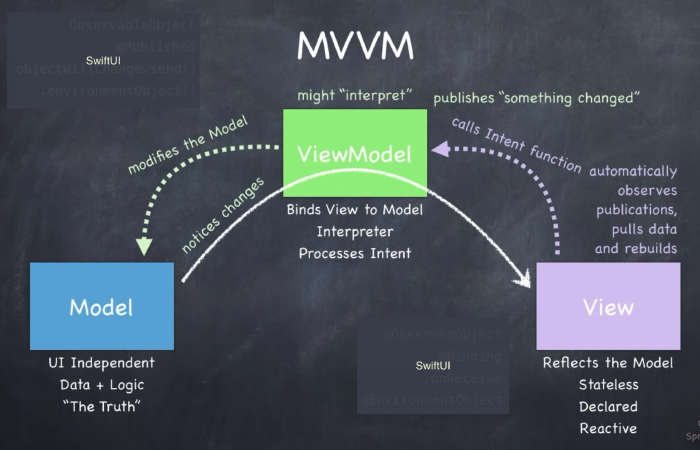 MVVM
ObservableObject
@Published
objectWillChange.send()
.environmentObject()
SwiftUI
might “interpret”
publishes “something changed”
modifies the Model
notices changes
ViewModel
calls Intent function
automatically
observes
publications,
pulls data
and rebuilds
Binds View to Model
Interpreter
Processes Intent
Model
UI Independent
Data + Logic
“The Truth”
@ObservedObject
@Binding
.onReceive
@EnvironmentObject
SwiftUI
View
Reflects the Model
Stateless
Declared
Reactive